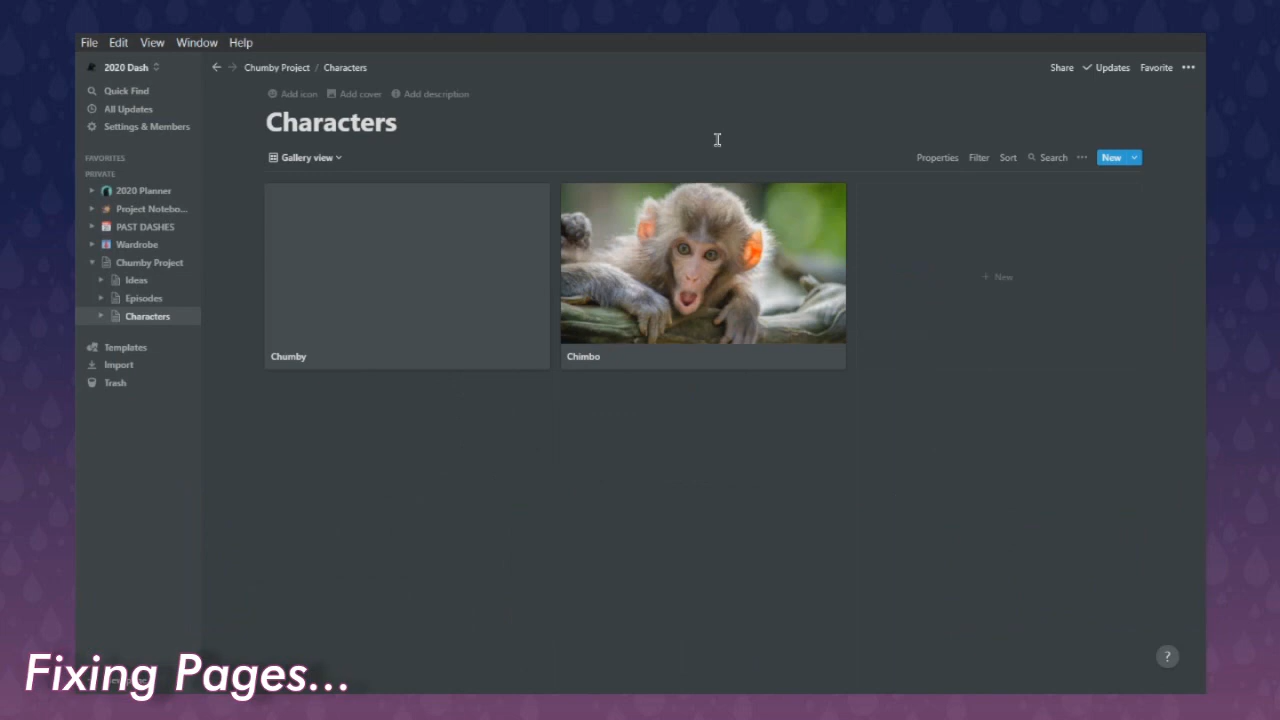 File Edit View Window Help
2020 Dash
Quick Find
All Updates
Settings & Members
FAVORITES
PRIVATE
2020 Planner
Project Notebo...
PAST DASHES
Wardrobe
Chumby Project
Ideas
Episodes
Characters
Templates
Import
Trash
Chumby Project / Characters
Share Updates Favorite
Add icon Add cover Add description
Characters
Gallery view
Properties Filter Sort Search New
Chumby
Chimbo
+ New
?
Fixing Pages...